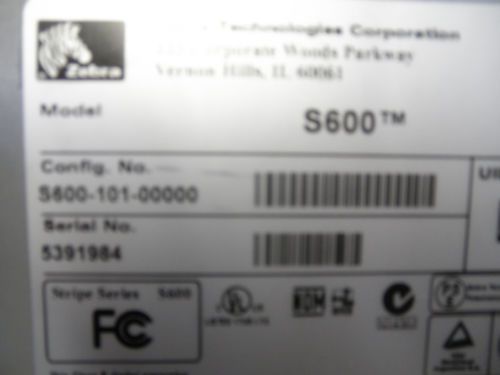 Zebra
Technologies Corporation
Corporate Woods Parkway
Vernon Hills, IL 60061
Model
S600™
Config. No.
S600-101-00000
Serial No.
5391984
Stripe Series S600
FC